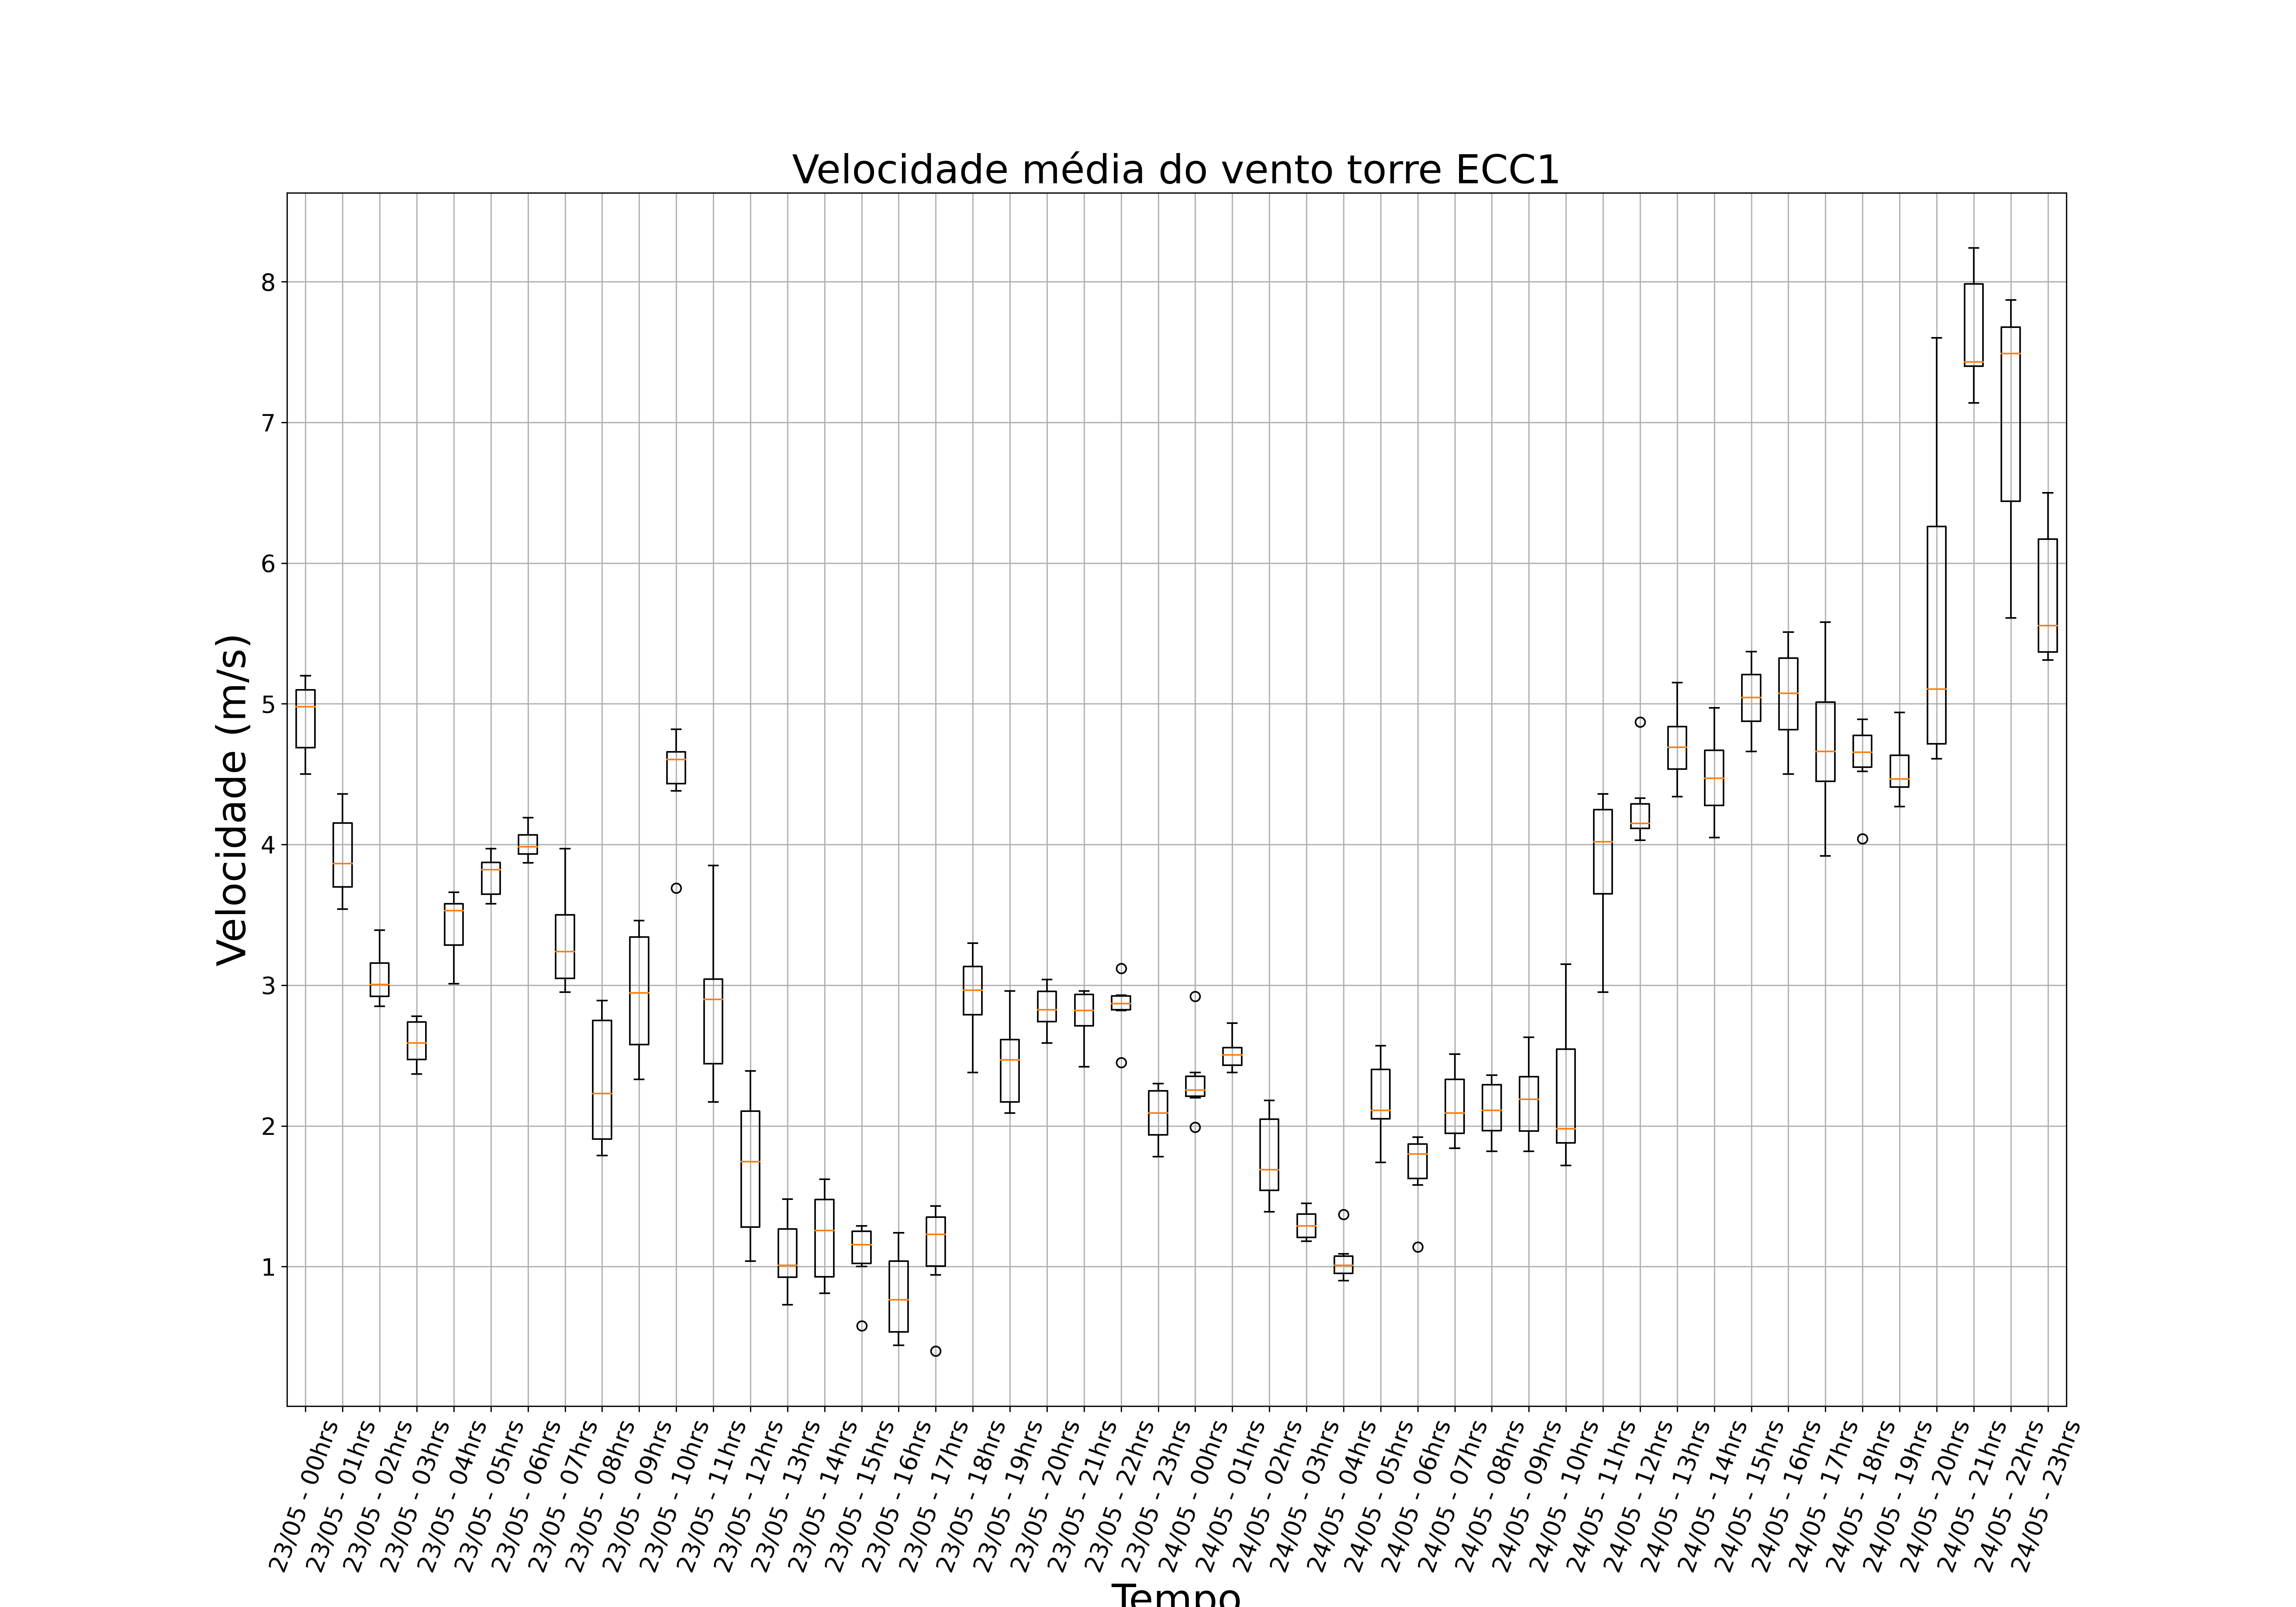 Velocidade média do vento torre ECC1
Velocidade (m/s)
8
7
6
5
4
3
2
1
23/05 - 00hrs
23/05 - 01hrs
23/05 - 02hrs
23/05 - 03hrs
23/05 - 04hrs
23/05 - 05hrs
23/05 - 06hrs
23/05 - 07hrs
23/05 - 08hrs
23/05 - 09hrs
23/05 - 10hrs
23/05 - 11hrs
23/05 - 12hrs
23/05 - 13hrs
23/05 - 14hrs
23/05 - 15hrs
23/05 - 16hrs
23/05 - 17hrs
23/05 - 18hrs
23/05 - 19hrs
23/05 - 20hrs
23/05 - 21hrs
23/05 - 22hrs
23/05 - 23hrs
24/05 - 00hrs
24/05 - 01hrs
24/05 - 02hrs
24/05 - 03hrs
24/05 - 04hrs
24/05 - 05hrs
24/05 - 06hrs
24/05 - 07hrs
24/05 - 08hrs
24/05 - 09hrs
24/05 - 10hrs
24/05 - 11hrs
24/05 - 12hrs
24/05 - 13hrs
24/05 - 14hrs
24/05 - 15hrs
24/05 - 16hrs
24/05 - 17hrs
24/05 - 18hrs
24/05 - 19hrs
24/05 - 20hrs
24/05 - 21hrs
24/05 - 22hrs
24/05 - 23hrs
Tempo